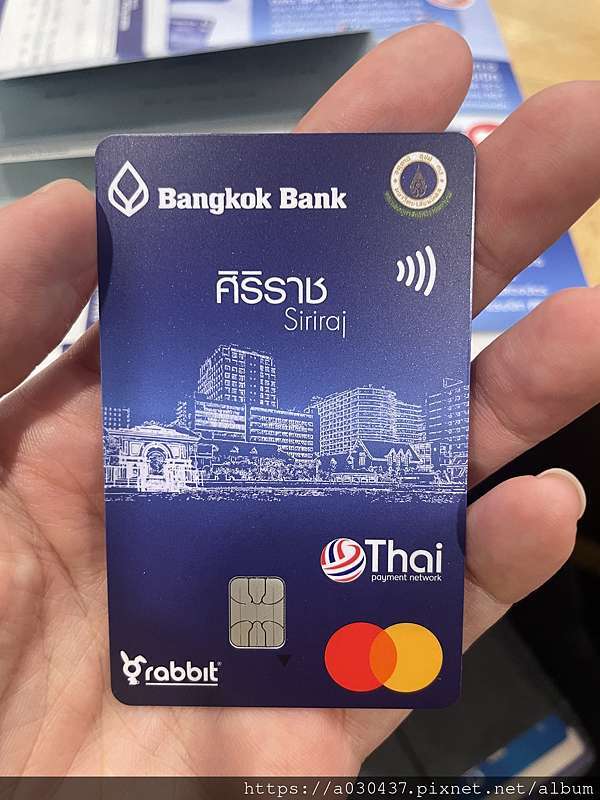 Bangkok Bank
ศิริราช
Siriraj
Thai
payment network
rabbit
https://a030437.pixnet.net/album